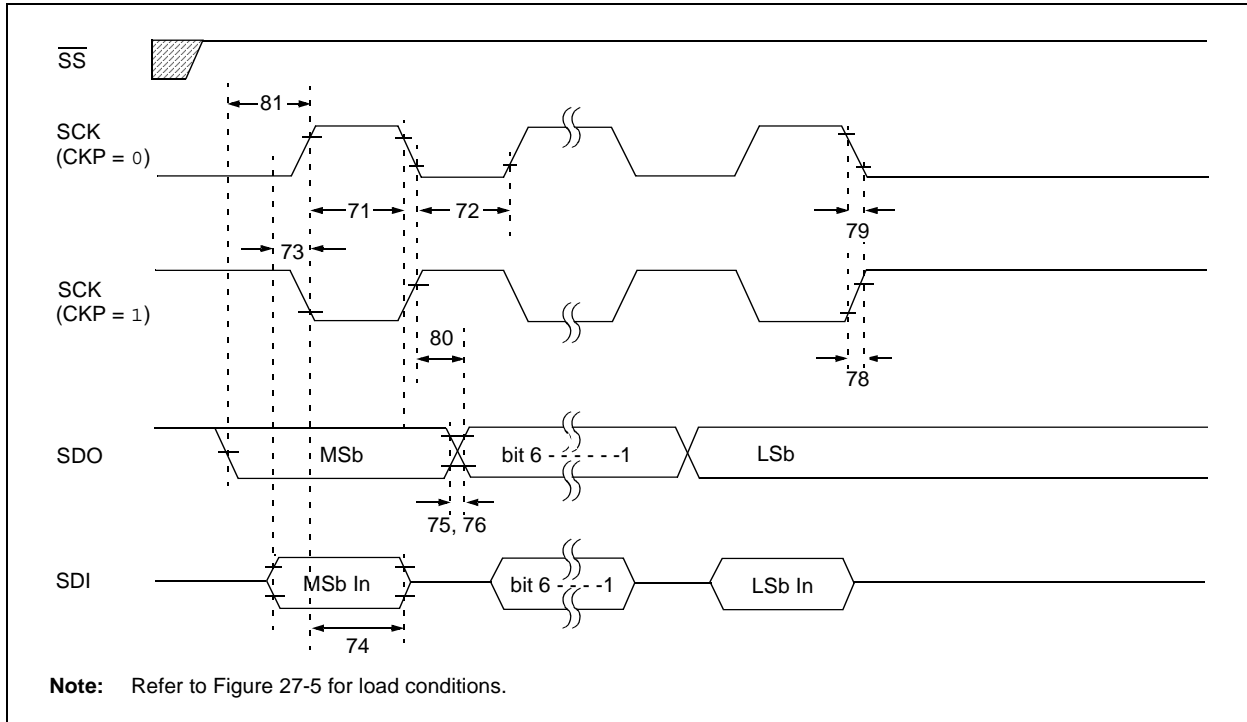 SS
81
SCK
(CKP = 0)
71
72
79
73
SCK
(CKP = 1)
80
78
SDO
MSb
bit 6 - - - - - -1
LSb
75, 76
SDI
MSb In
bit 6 - - - - -1
LSb In
74
Note: Refer to Figure 27-5 for load conditions.